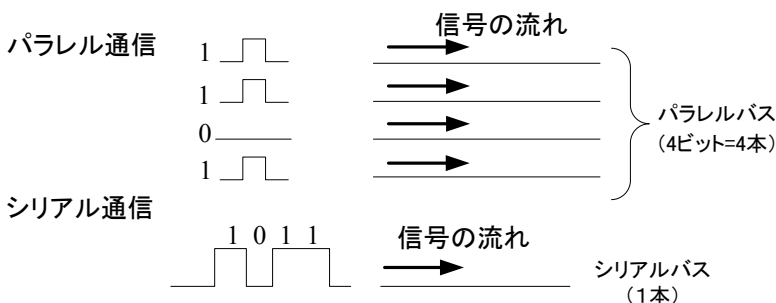 パラレル通信
信号の流れ
1
1
0
1
パラレルバス
(4ビット=4本)
シリアル通信
1 0 1 1
信号の流れ
シリアルバス
(1本)